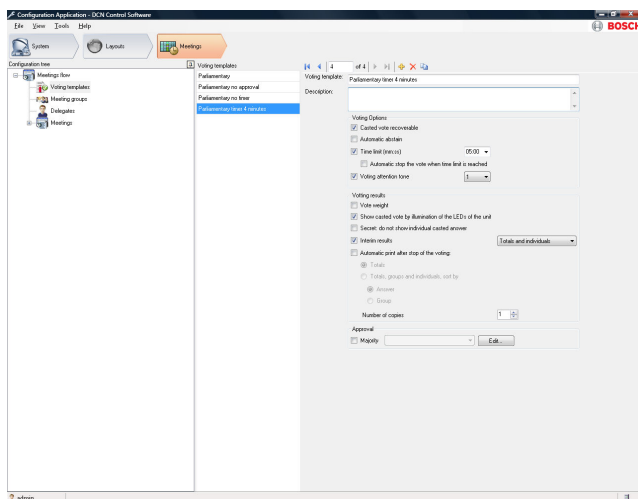 Configuration Application - DCN Control Software
File View Tools Help
BOSCH
System
Layouts
Meetings
Configuration tree
Meetings flow
Voting templates
Meeting groups
Delegates
Meetings
Voting templates
Parliamentary
Parliamentary no approval
Parliamentary no timer
Parliamentary timer 4 minutes
4 of 4
Voting template: Parliamentary timer 4 minutes
Description:
Voting Options
Casted vote recoverable
Automatic abstain
Time limit (mm:ss) 05:00
Automatic stop the vote when time limit is reached
Voting attention tone 1
Voting results
Vote weight
Show casted vote by illumination of the LEDs of the unit
Secret: do not show individual casted answer
Interim results Totals and individuals
Automatic print after stop of the voting:
Totals
Totals, groups and individuals, sort by
Answer
Group
Number of copies 1
Approval
Majority Edit...
admin